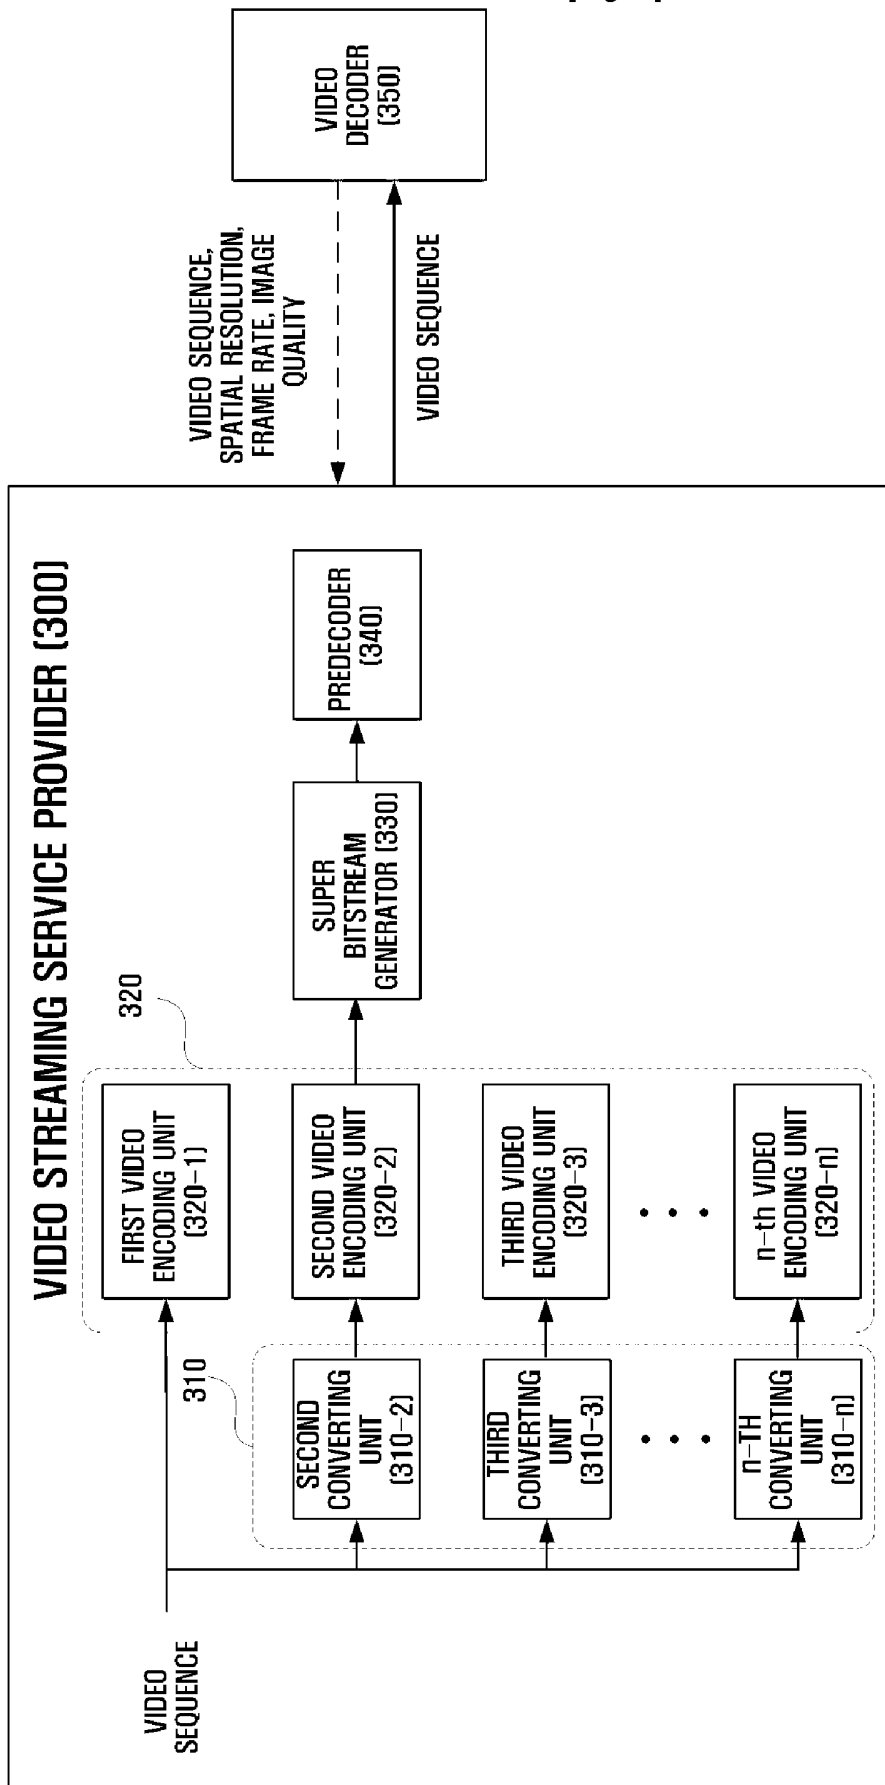 VIDEO STREAMING SERVICE PROVIDER (300)
VIDEO
SEQUENCE
310
SECOND
CONVERTING
UNIT
(310-2)
THIRD
CONVERTING
UNIT
(310-3)
n-TH
CONVERTING
UNIT
(310-n)
320
FIRST VIDEO
ENCODING UNIT
(320-1)
SECOND VIDEO
ENCODING UNIT
(320-2)
THIRD VIDEO
ENCODING UNIT
(320-3)
n-th VIDEO
ENCODING UNIT
(320-n)
SUPER
BITSTREAM
GENERATOR (330)
PREDECODER
(340)
VIDEO SEQUENCE,
SPATIAL RESOLUTION,
FRAME RATE, IMAGE
QUALITY
VIDEO SEQUENCE
VIDEO
DECODER
(350)